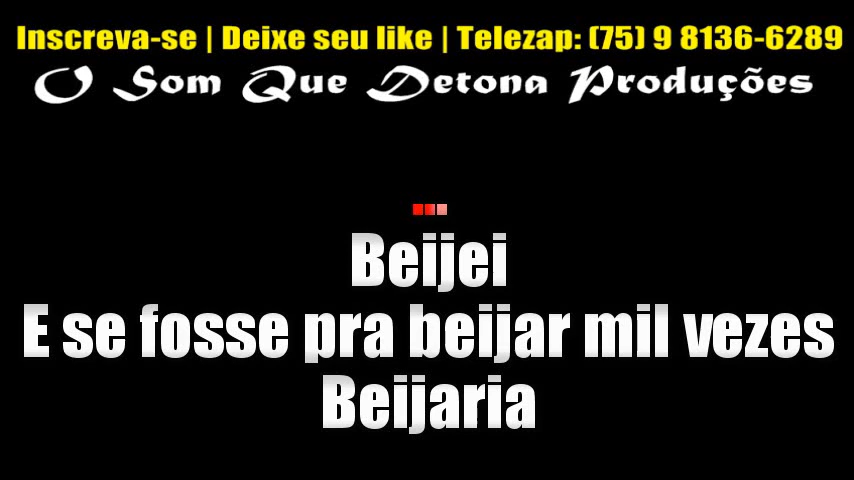 Inscreva-se | Deixe seu like | Telezap: (75) 9 8136-6289
O Som Que Detona Produções
Beijei
E se fosse pra beijar mil vezes
Beijaria